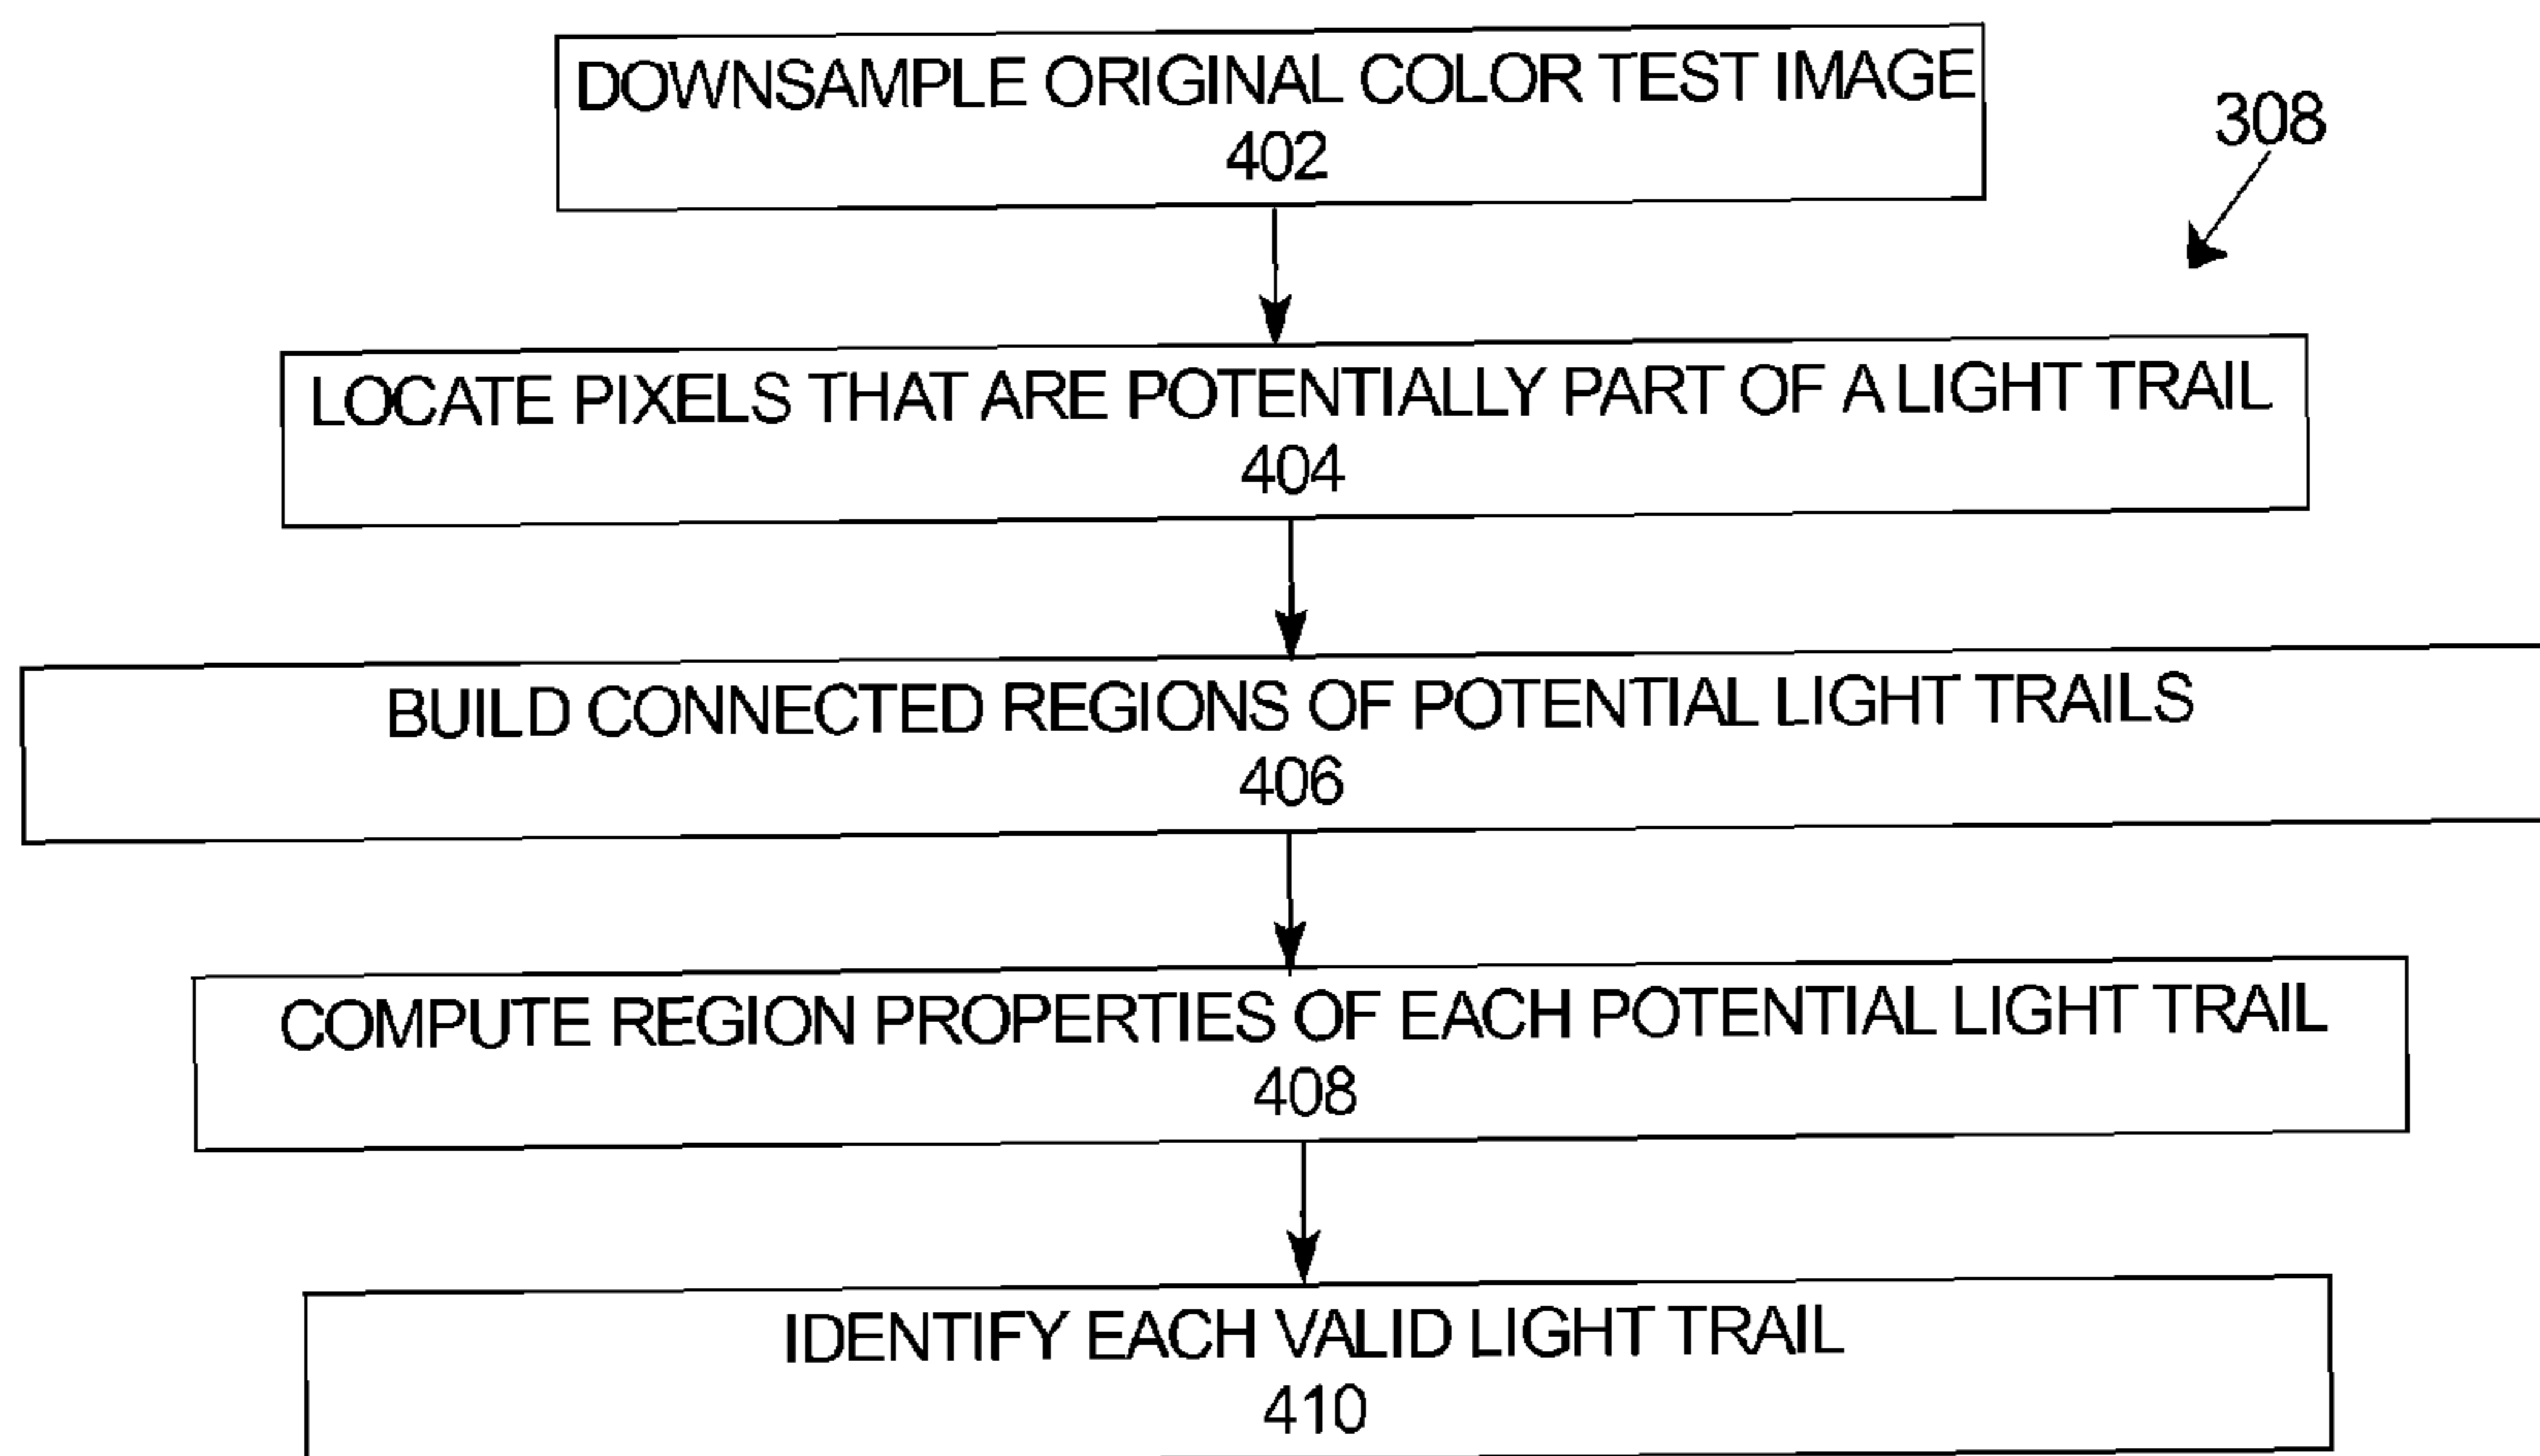 DOWNSAMPLE ORIGINAL COLOR TEST IMAGE
402
308
LOCATE PIXELS THAT ARE POTENTIALLY PART OF A LIGHT TRAIL
404
BUILD CONNECTED REGIONS OF POTENTIAL LIGHT TRAILS
406
COMPUTE REGION PROPERTIES OF EACH POTENTIAL LIGHT TRAIL
408
IDENTIFY EACH VALID LIGHT TRAIL
410